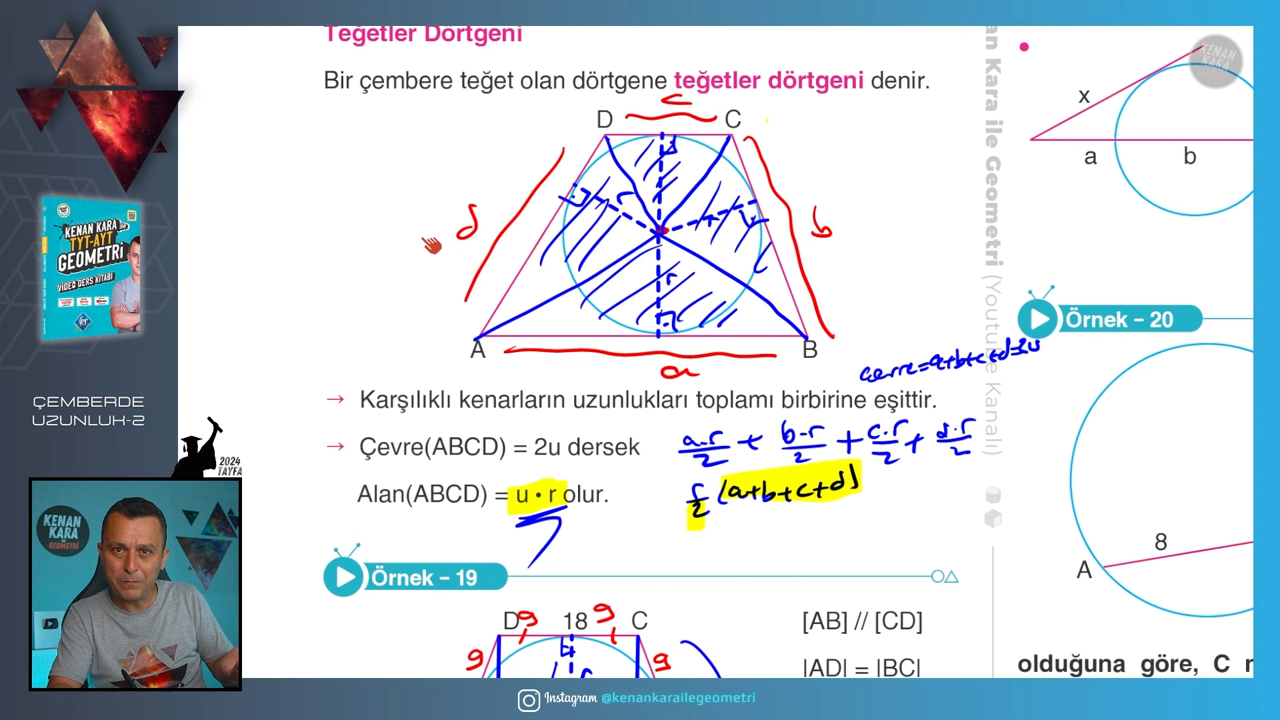 Teğetler Dörtgeni
Bir çembere teğet olan dörtgene teğetler dörtgeni denir.
c
D
C
d
b
r
r
r
A
B
a
çevre=a+b+c+d=2u
→ Karşılıklı kenarların uzunlukları toplamı birbirine eşittir.
→ Çevre(ABCD) = 2u dersek
a.r/2 + b.r/2 + c.r/2 + d.r/2
Alan(ABCD) = u • r olur.
r/2 (a+b+c+d)
Örnek - 19
D 9 18 9 C
9
9
[AB] // [CD]
|AD| = |BC|
an Kara ile Geometri (Youtube Kanalı)
KENAN KARA
x
a
b
Örnek - 20
8
A
olduğuna göre, C
KENAN KARA
TYT-AYT
GEOMETRİ
VİDEO DERS KİTABI
ÇEMBERDE
UZUNLUK-2
2024
TAYFA
KENAN
KARA
GEOMETRİ
Instagram @kenankarailegeometri